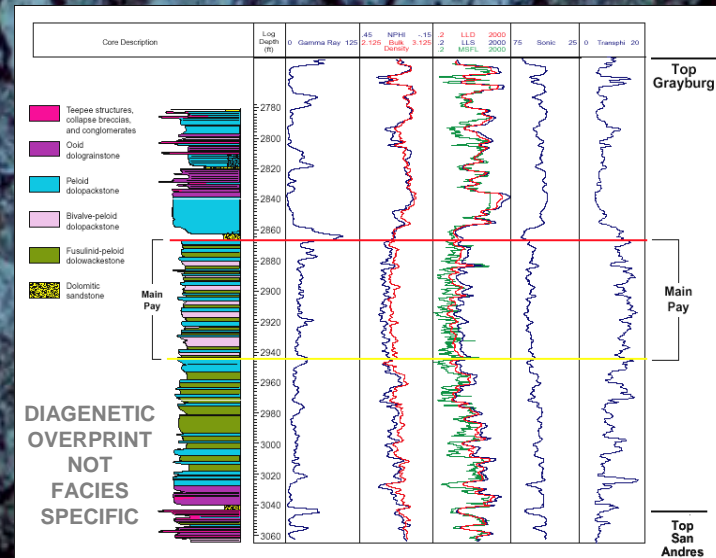 Core Description
Log
Depth
(ft)
0 Gamma Ray 125
.45 NPHI -.15
2.125 Bulk 3.125
Density
.2 LLD 2000
.2 LLS 2000
.2 MSFL 2000
75 Sonic 25
0 Transphi 20
Top
Grayburg
Teepee structures,
collapse breccias,
and conglomerates
Ooid
dolograinstone
Peloid
dolopackstone
Bivalve-peloid
dolopackstone
Fusulinid-peloid
dolowackestone
Dolomitic
sandstone
2780
2800
2820
2840
2860
2880
2900
2920
2940
2960
2980
3000
3020
3040
3060
Main
Pay
Main
Pay
DIAGENETIC
OVERPRINT
NOT
FACIES
SPECIFIC
Top
San
Andres